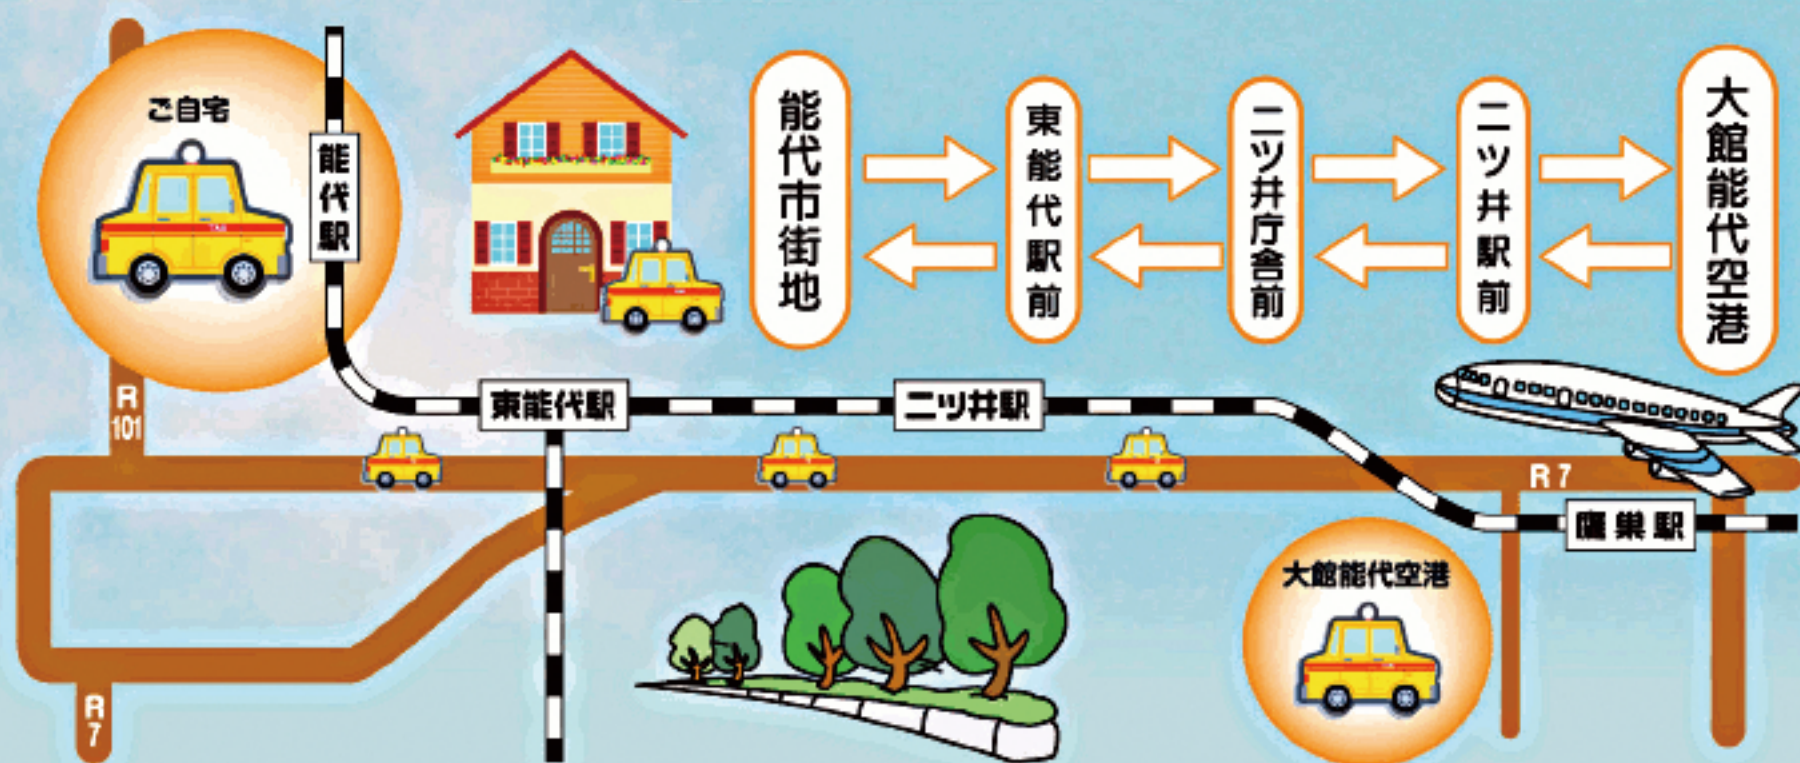 ご自宅
能代駅
能代市街地
東能代駅前
二ツ井庁舎前
二ツ井駅前
大館能代空港
R
101
東能代駅
二ツ井駅
R7
鷹巣駅
大館能代空港
R
7